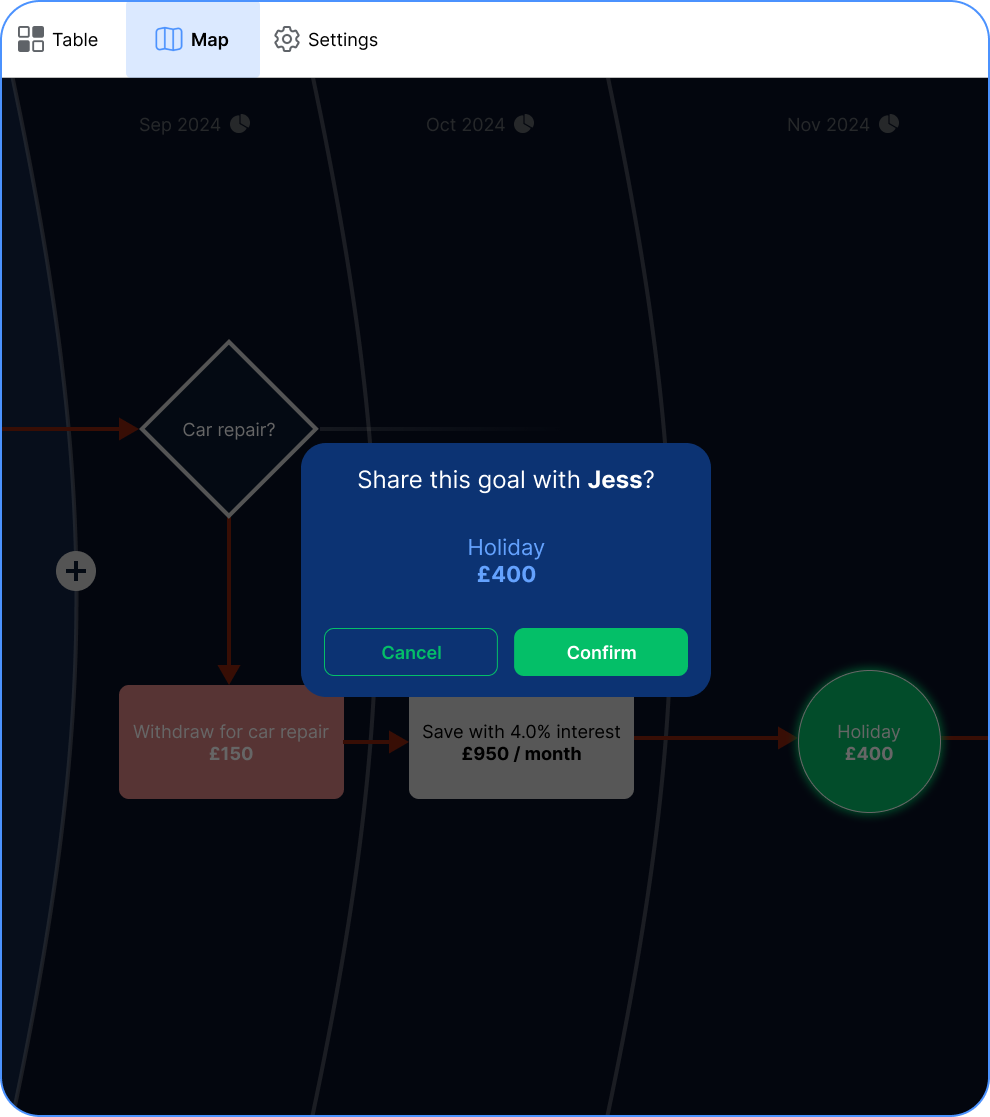 Table
Map
Settings
Sep 2024
Oct 2024
Nov 2024
Car repair?
Share this goal with Jess?
Holiday
£400
Cancel
Confirm
Withdraw for car repair
£150
Save with 4.0% interest
£950 / month
Holiday
£400